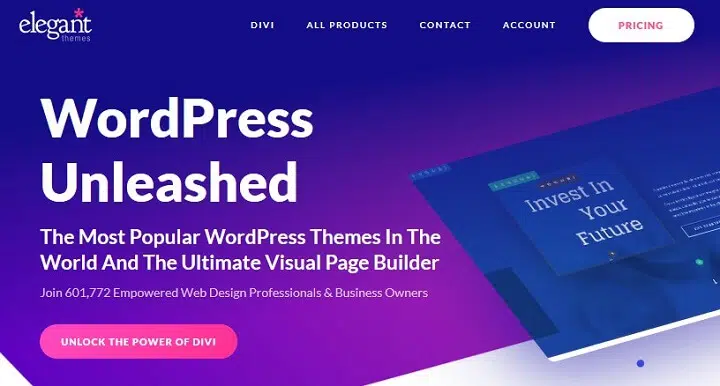 elegant
themes
DIVI
ALL PRODUCTS
CONTACT
ACCOUNT
PRICING
WordPress
Unleashed
The Most Popular WordPress Themes In The
World And The Ultimate Visual Page Builder
Join 601,772 Empowered Web Design Professionals & Business Owners
UNLOCK THE POWER OF DIVI
Invest In
Your
Future